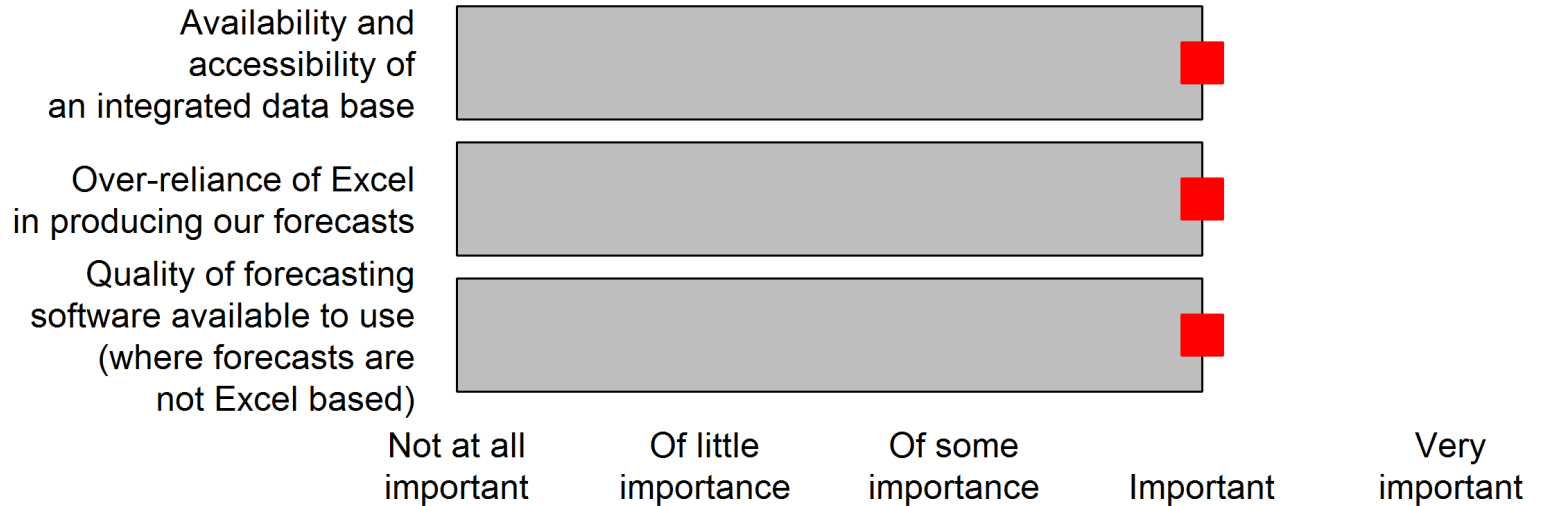 Availability and
accessibility of
an integrated data base
Over-reliance of Excel
in producing our forecasts
Quality of forecasting
software available to use
(where forecasts are
not Excel based)
Not at all
important
Of little
importance
Of some
importance
Important
Very
important